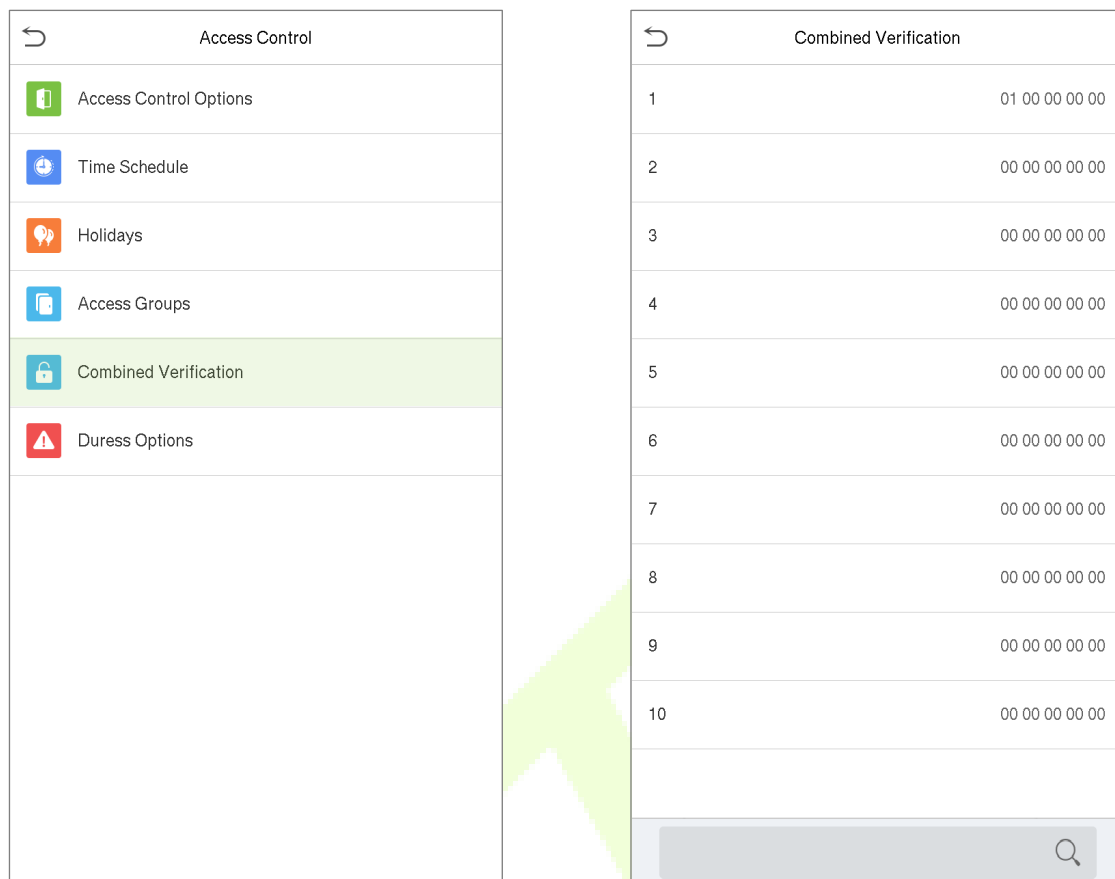 Access Control
Access Control Options
Time Schedule
Holidays
Access Groups
Combined Verification
Duress Options
Combined Verification
1 01 00 00 00 00
2 00 00 00 00 00
3 00 00 00 00 00
4 00 00 00 00 00
5 00 00 00 00 00
6 00 00 00 00 00
7 00 00 00 00 00
8 00 00 00 00 00
9 00 00 00 00 00
10 00 00 00 00 00